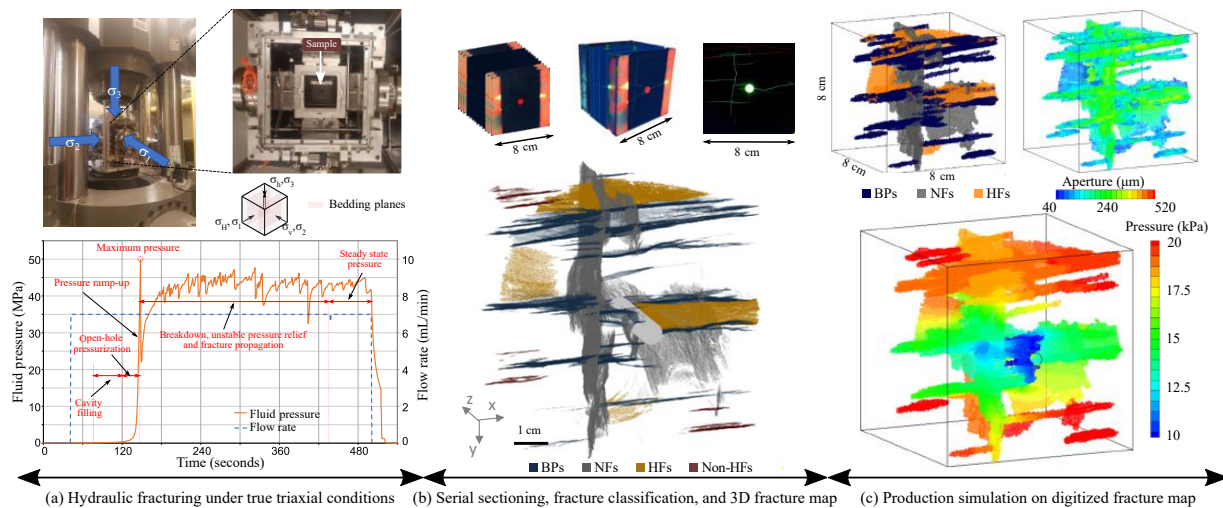 σ3
σ2
σ1
Sample
σh,σ3
σH,σ1
σv,σ2
Bedding planes
Maximum pressure
Steady state
pressure
Pressure ramp-up
Open-hole
pressurization
Breakdown, unstable pressure relief
and fracture propagation
Cavity
filling
Fluid pressure
Flow rate
Fluid pressure (MPa)
50
40
30
20
10
0
Flow rate (mL/min)
10
8
6
4
2
0
0
120
240
360
480
Time (seconds)
(a) Hydraulic fracturing under true triaxial conditions
8 cm
8 cm
8 cm
z
x
y
1 cm
BPs
NFs
HFs
Non-HFs
(b) Serial sectioning, fracture classification, and 3D fracture map
8 cm
8 cm
8 cm
BPs
NFs
HFs
Aperture (μm)
40
240
520
Pressure (kPa)
20
17.5
15
12.5
10
(c) Production simulation on digitized fracture map